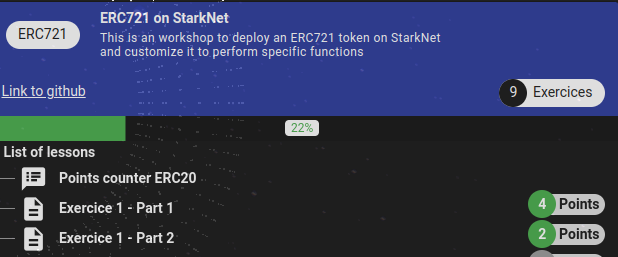 ERC721 on StarkNet
ERC721
This is an workshop to deploy an ERC721 token on StarkNet
and customize it to perform specific functions
Link to github
9 Exercices
22%
List of lessons
Points counter ERC20
Exercice 1 - Part 1
4 Points
Exercice 1 - Part 2
2 Points